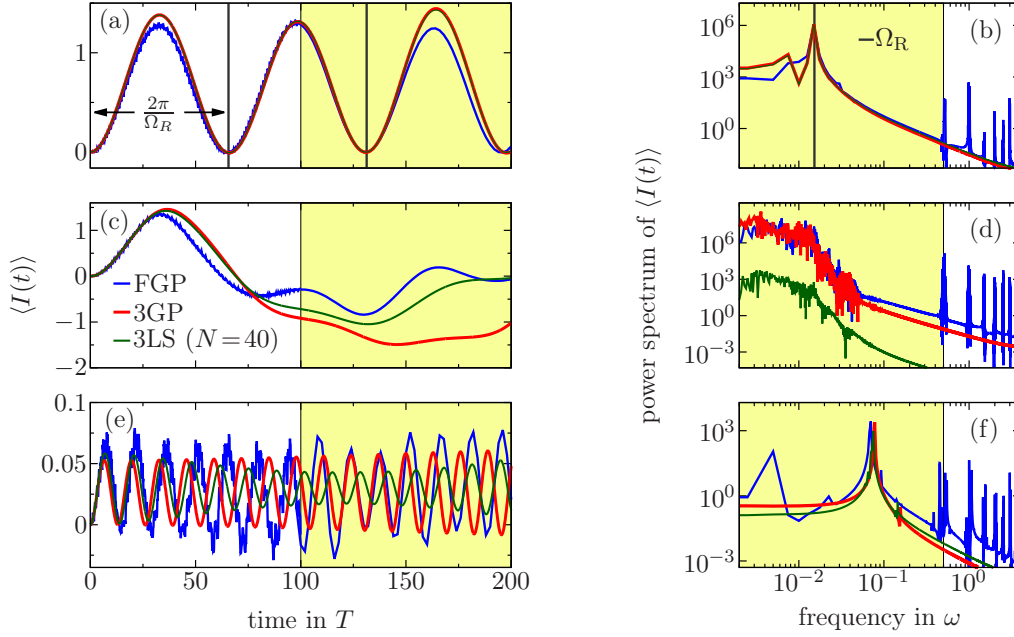 (a)
1
0
2π/Ω_R
(b)
−Ω_R
10^6
10^3
10^0
⟨I(t)⟩
(c)
1
0
−1
−2
FGP
3GP
3LS (N=40)
power spectrum of ⟨I(t)⟩
(d)
10^6
10^3
10^0
10^−3
(e)
0.1
0.05
0
0 50 100 150 200
time in T
(f)
10^3
10^0
10^−3
10^−2 10^−1 10^0
frequency in ω